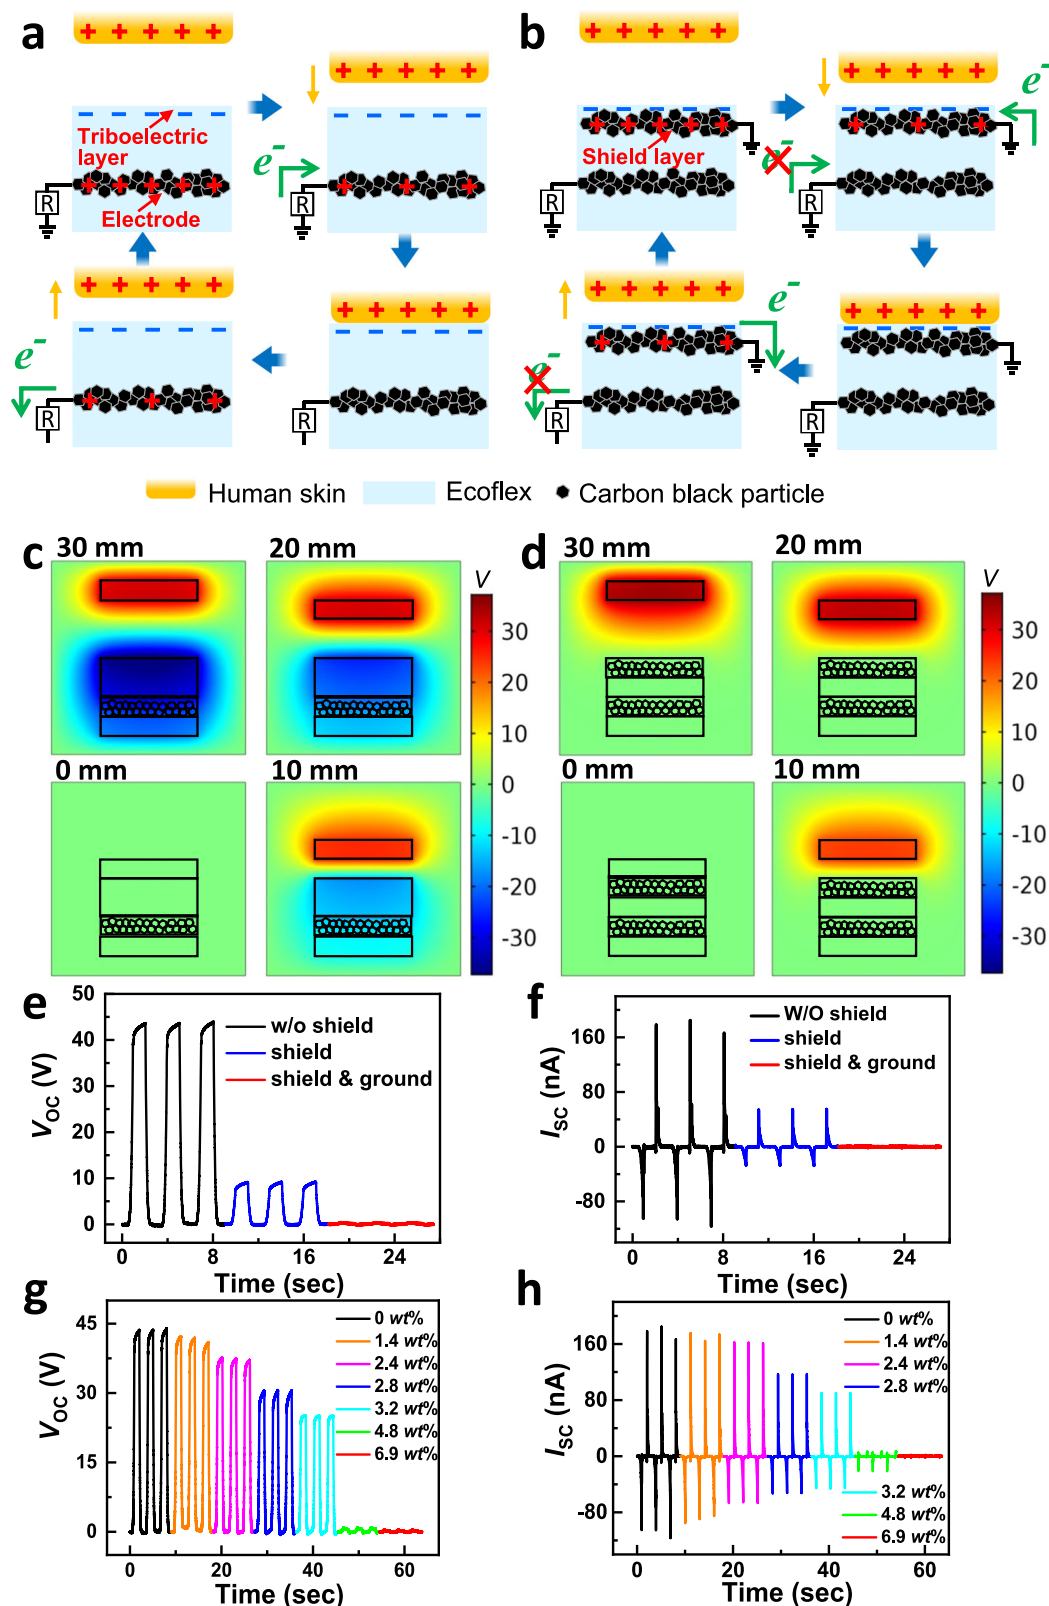 a
b
Triboelectric
layer
e-
R
Electrode
R
e-
R
R
Shield layer
e-
e-
R
R
e-
e-
R
R
Human skin
Ecoflex
Carbon black particle
c
30 mm
20 mm
V
30
20
10
0
-10
-20
-30
0 mm
10 mm
d
30 mm
20 mm
V
30
20
10
0
-10
-20
-30
0 mm
10 mm
e
50
40
30
20
10
0
VOC (V)
w/o shield
shield
shield & ground
0 8 16 24
Time (sec)
f
160
80
0
-80
ISC (nA)
W/O shield
shield
shield & ground
0 8 16 24
Time (sec)
g
45
30
15
0
VOC (V)
0 wt%
1.4 wt%
2.4 wt%
2.8 wt%
3.2 wt%
4.8 wt%
6.9 wt%
0 20 40 60
Time (sec)
h
160
80
0
-80
ISC (nA)
0 wt%
1.4 wt%
2.4 wt%
2.8 wt%
3.2 wt%
4.8 wt%
6.9 wt%
0 20 40 60
Time (sec)